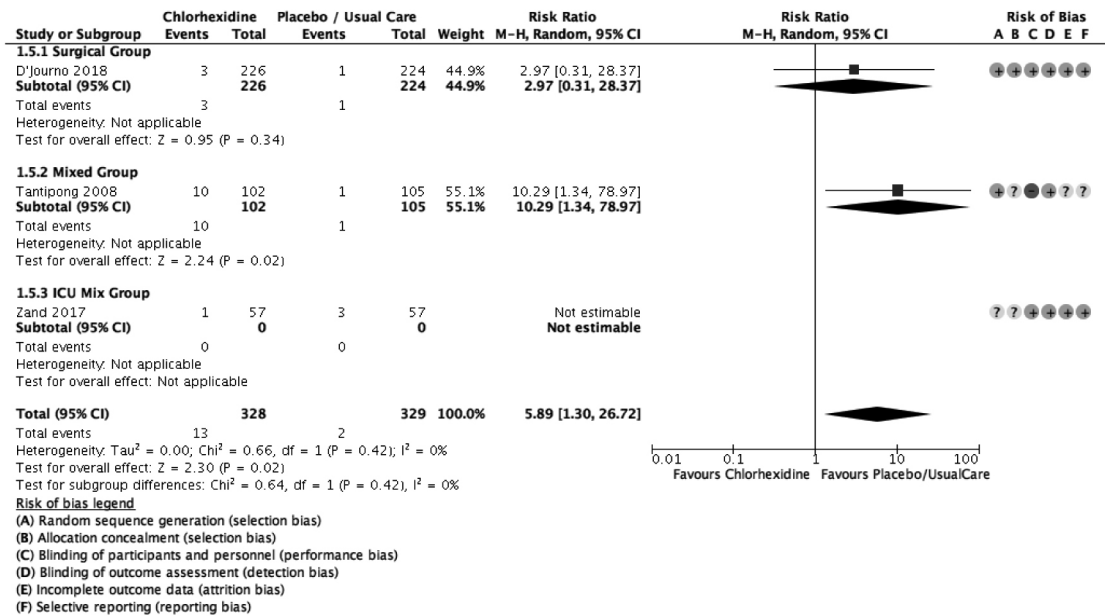 Chlorhexidine Placebo / Usual Care Risk Ratio Risk Ratio Risk of Bias
Study or Subgroup Events Total Events Total Weight M-H, Random, 95% CI M-H, Random, 95% CI A B C D E F
1.5.1 Surgical Group
D'Journo 2018 3 226 1 224 44.9% 2.97 [0.31, 28.37] + + + + + +
Subtotal (95% CI) 226 224 44.9% 2.97 [0.31, 28.37]
Total events 3 1
Heterogeneity: Not applicable
Test for overall effect: Z = 0.95 (P = 0.34)
1.5.2 Mixed Group
Tantipong 2008 10 102 1 105 55.1% 10.29 [1.34, 78.97] + ? - + ? ?
Subtotal (95% CI) 102 105 55.1% 10.29 [1.34, 78.97]
Total events 10 1
Heterogeneity: Not applicable
Test for overall effect: Z = 2.24 (P = 0.02)
1.5.3 ICU Mix Group
Zand 2017 1 57 3 57 Not estimable ? ? + + + +
Subtotal (95% CI) 0 0 Not estimable
Total events 0 0
Heterogeneity: Not applicable
Test for overall effect: Not applicable
Total (95% CI) 328 329 100.0% 5.89 [1.30, 26.72]
Total events 13 2
Heterogeneity: Tau² = 0.00; Chi² = 0.66, df = 1 (P = 0.42); I² = 0%
Test for overall effect: Z = 2.30 (P = 0.02)
Test for subgroup differences: Chi² = 0.64, df = 1 (P = 0.42), I² = 0%
0.01 0.1 1 10 100
Favours Chlorhexidine Favours Placebo/UsualCare
Risk of bias legend
(A) Random sequence generation (selection bias)
(B) Allocation concealment (selection bias)
(C) Blinding of participants and personnel (performance bias)
(D) Blinding of outcome assessment (detection bias)
(E) Incomplete outcome data (attrition bias)
(F) Selective reporting (reporting bias)